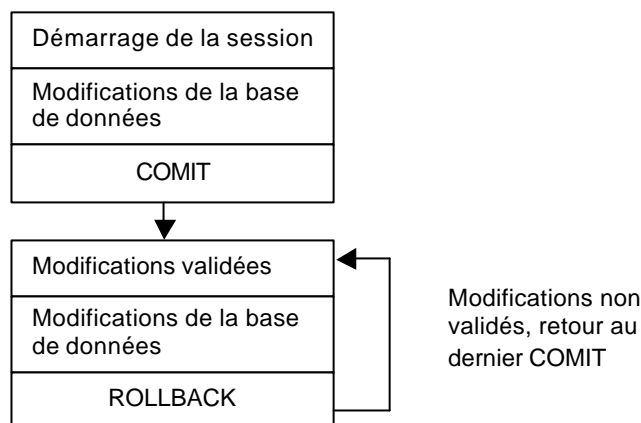 Démarrage de la session
Modifications de la base
de données
COMIT
Modifications validées
Modifications de la base
de données
ROLLBACK
Modifications non
validés, retour au
dernier COMIT